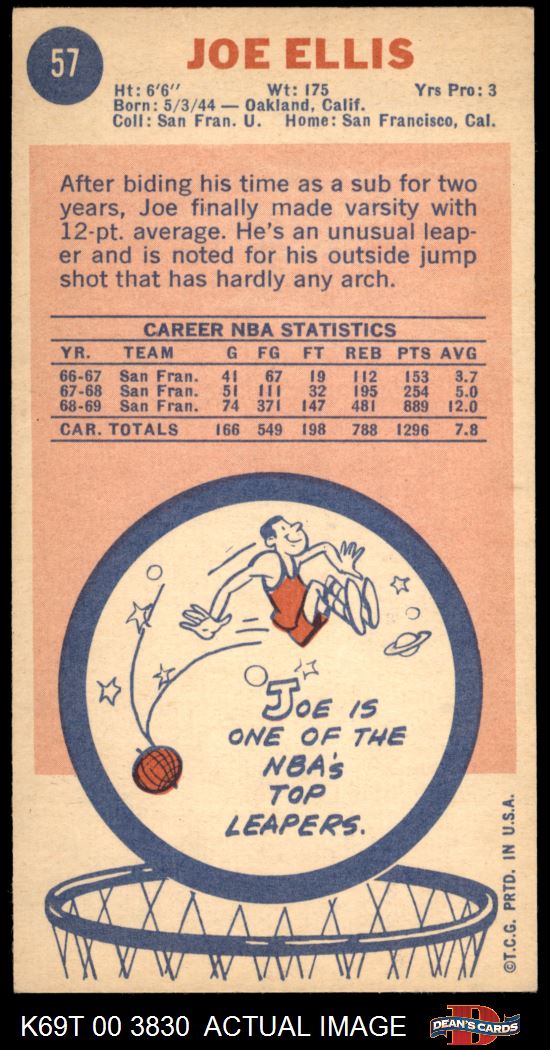 57
JOE ELLIS
Ht: 6'6" Wt: 175 Yrs Pro: 3
Born: 5/3/44 — Oakland, Calif.
Coll: San Fran. U. Home: San Francisco, Cal.
After biding his time as a sub for two
years, Joe finally made varsity with
12-pt. average. He's an unusual leap-
er and is noted for his outside jump
shot that has hardly any arch.
CAREER NBA STATISTICS
YR. TEAM G FG FT REB PTS AVG
66-67 San Fran. 41 67 19 112 153 3.7
67-68 San Fran. 51 111 32 195 254 5.0
68-69 San Fran. 74 371 147 481 889 12.0
CAR. TOTALS 166 549 198 788 1296 7.8
JOE IS
ONE OF THE
NBA's
TOP
LEAPERS.
©T.C.G. PRTD. IN U.S.A.
K69T 00 3830 ACTUAL IMAGE
D
DEAN'S CARDS